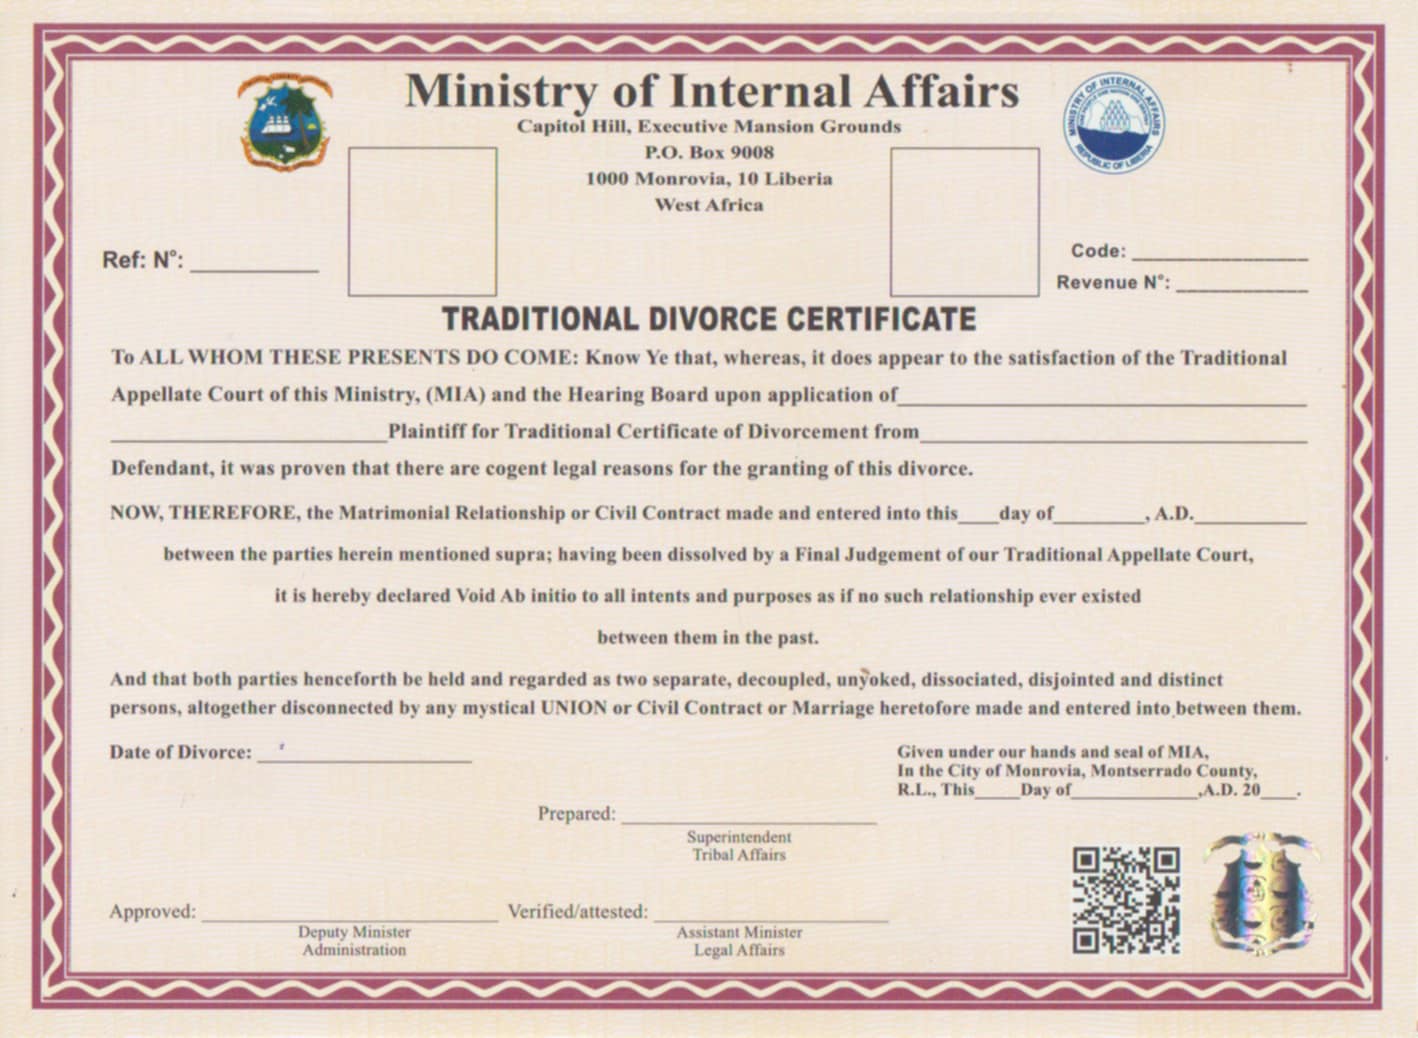 Ministry of Internal Affairs
Capitol Hill, Executive Mansion Grounds
P.O. Box 9008
1000 Monrovia, 10 Liberia
West Africa
MINISTRY OF INTERNAL AFFAIRS
REPUBLIC OF LIBERIA
Ref: N°: ____________
Code: ________________
Revenue N°: ____________
TRADITIONAL DIVORCE CERTIFICATE
To ALL WHOM THESE PRESENTS DO COME: Know Ye that, whereas, it does appear to the satisfaction of the Traditional
Appellate Court of this Ministry, (MIA) and the Hearing Board upon application of____________
____________Plaintiff for Traditional Certificate of Divorcement from____________
Defendant, it was proven that there are cogent legal reasons for the granting of this divorce.
NOW, THEREFORE, the Matrimonial Relationship or Civil Contract made and entered into this____day of________, A.D.__________
between the parties herein mentioned supra; having been dissolved by a Final Judgement of our Traditional Appellate Court,
it is hereby declared Void Ab initio to all intents and purposes as if no such relationship ever existed
between them in the past.
And that both parties henceforth be held and regarded as two separate, decoupled, unyoked, dissociated, disjointed and distinct
persons, altogether disconnected by any mystical UNION or Civil Contract or Marriage heretofore made and entered into between them.
Date of Divorce: ____________
Given under our hands and seal of MIA,
In the City of Monrovia, Montserrado County,
R.L., This_____Day of____________,A.D. 20____.
Prepared: ____________
Superintendent
Tribal Affairs
Approved: ____________ Verified/attested: ____________
Deputy Minister
Administration
Assistant Minister
Legal Affairs